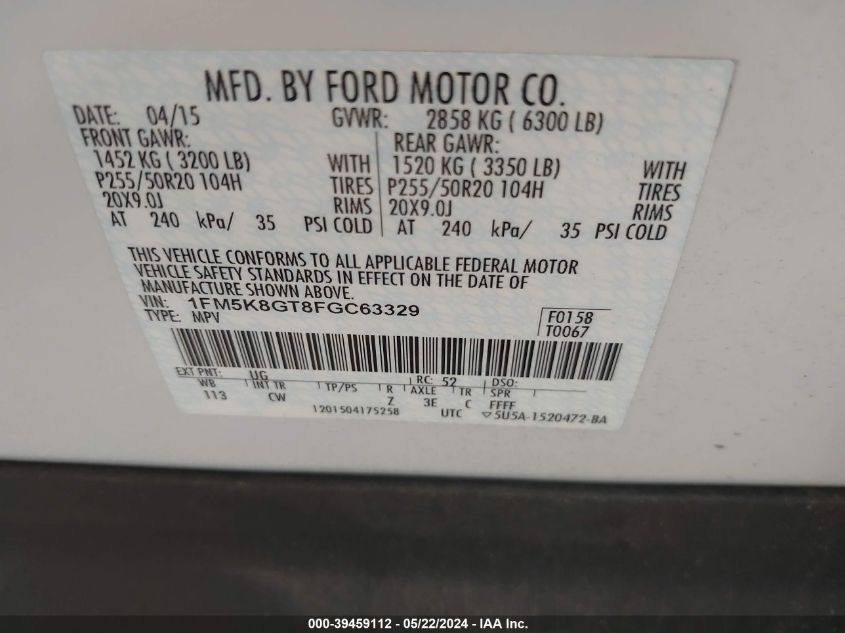 MFD. BY FORD MOTOR CO.
DATE: 04/15 GVWR: 2858 KG ( 6300 LB)
FRONT GAWR: REAR GAWR:
1452 KG ( 3200 LB) WITH 1520 KG ( 3350 LB) WITH
P255/50R20 104H TIRES P255/50R20 104H TIRES
20X9.0J RIMS 20X9.0J RIMS
AT 240 kPa/ 35 PSI COLD AT 240 kPa/ 35 PSI COLD
THIS VEHICLE CONFORMS TO ALL APPLICABLE FEDERAL MOTOR
VEHICLE SAFETY STANDARDS IN EFFECT ON THE DATE OF
MANUFACTURE SHOWN ABOVE.
VIN: 1FM5K8GT8FGC63329 F0158
TYPE: MPV T0067
EXT PNT: UG RC: 52 DSO:
WB INT TR TP/PS R AXLE TR SPR
113 CW Z 3E C FFFF
1201504175258 UTC ▽5U5A-1520472-BA
000-39459112 - 05/22/2024 - IAA Inc.